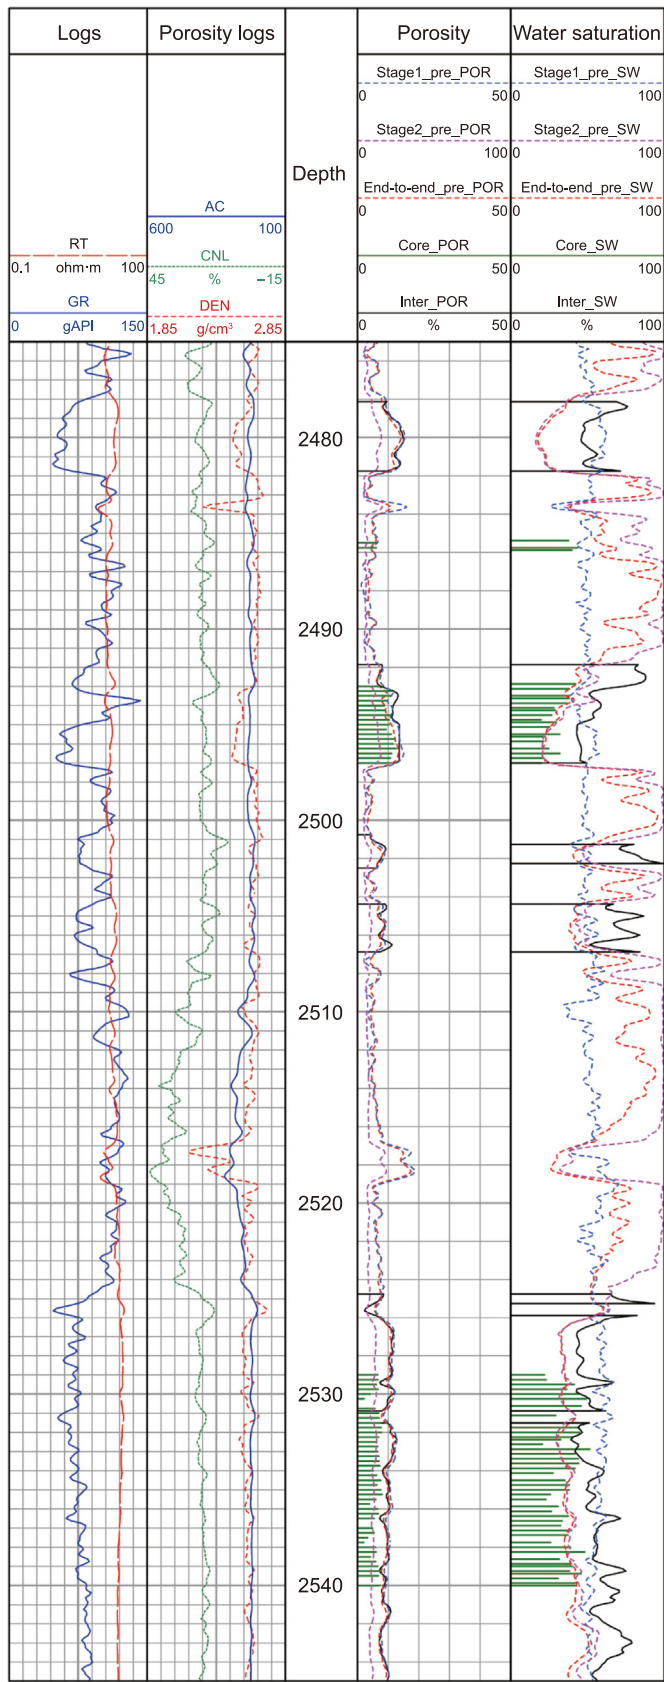 Logs Porosity logs Porosity Water saturation
Stage1_pre_POR Stage1_pre_SW
0 50 0 100
Stage2_pre_POR Stage2_pre_SW
0 100 0 100
Depth
End-to-end_pre_POR End-to-end_pre_SW
AC
600 100 0 50 0 100
RT CNL Core_POR Core_SW
0.1 ohm·m 100 45 % −15 0 50 0 100
GR DEN Inter_POR Inter_SW
0 gAPI 150 1.85 g/cm³ 2.85 0 % 50 0 % 100
2480
2490
2500
2510
2520
2530
2540